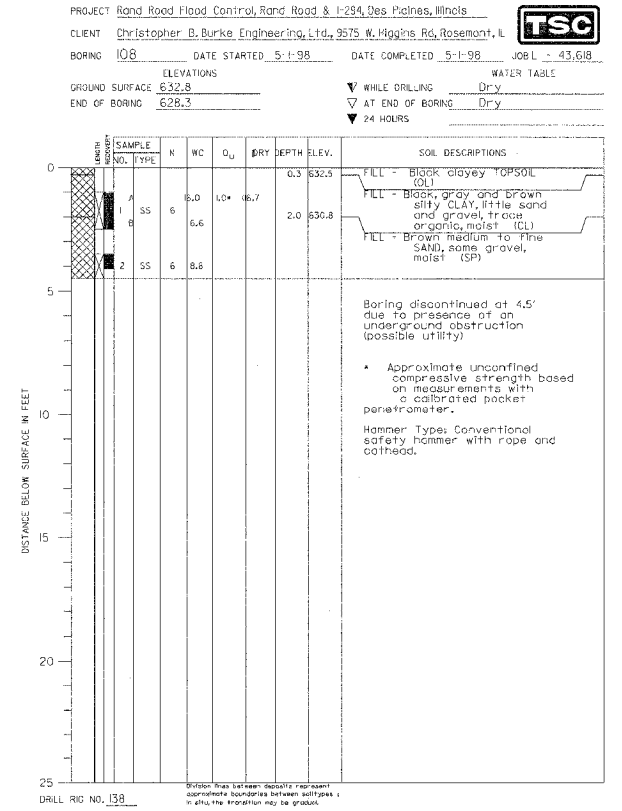 PROJECT Rand Road Flood Control, Rand Road & I-294, Des Plaines, Illinois
TSC
CLIENT Christopher B. Burke Engineering, Ltd., 9575 W. Higgins Rd, Rosemont, IL
BORING 108 DATE STARTED 5-1-98 DATE COMPLETED 5-1-98 JOB L - 43,618
ELEVATIONS WATER TABLE
GROUND SURFACE 632.8 WHILE DRILLING Dry
END OF BORING 628.3 AT END OF BORING Dry
24 HOURS
LENGTH RECOVERY SAMPLE NO. TYPE N WC Qu DRY DEPTH ELEV. SOIL DESCRIPTIONS
0
0.3 632.5 FILL - Black clayey TOPSOIL
(OL)
A 16.0 1.0*
FILL - Black, gray and brown
silty CLAY, little sand
1 SS 6 2.0 630.8 and gravel, trace
B 6.6 organic, moist (CL)
FILL - Brown medium to fine
SAND, some gravel,
moist (SP)
2 SS 6 8.6
5
Boring discontinued at 4.5'
due to presence of an
underground obstruction
(possible utility)
* Approximate unconfined
compressive strength based
on measurements with
a calibrated pocket
penetrometer.
Hammer Type: Conventional
safety hammer with rope and
cathead.
DISTANCE BELOW SURFACE IN FEET
10
15
20
25
DRILL RIG NO. 138
Division lines between deposits represent
approximate boundaries between soiltypes ;
in situ, the transition may be gradual.